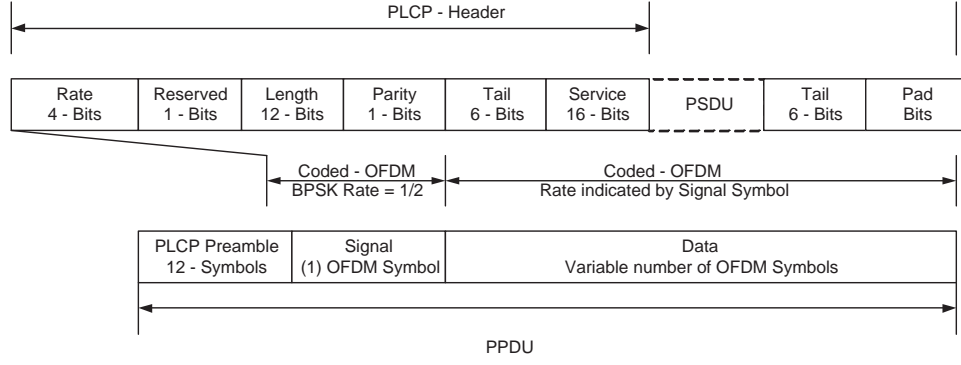 PLCP - Header
Rate
4 - Bits
Reserved
1 - Bits
Length
12 - Bits
Parity
1 - Bits
Tail
6 - Bits
Service
16 - Bits
PSDU
Tail
6 - Bits
Pad
Bits
Coded - OFDM
BPSK Rate = 1/2
Coded - OFDM
Rate indicated by Signal Symbol
PLCP Preamble
12 - Symbols
Signal
(1) OFDM Symbol
Data
Variable number of OFDM Symbols
PPDU